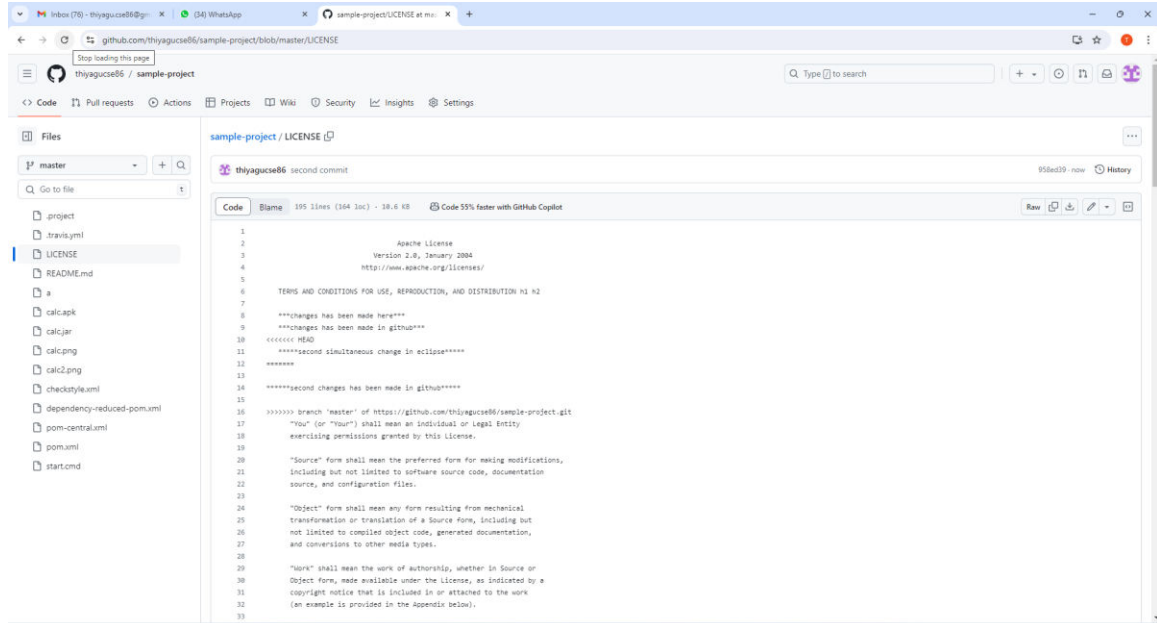 Inbox (76) - thiyagu.cse86@gm
(34) WhatsApp
sample-project/LICENSE at mas
github.com/thiyagucse86/sample-project/blob/master/LICENSE
Stop loading this page
thiyagucse86 / sample-project
Type / to search
Code Pull requests Actions Projects Wiki Security Insights Settings
Files
master
Go to file t
.project
.travis.yml
LICENSE
README.md
a
calc.apk
calc.jar
calc.png
calc2.png
checkstyle.xml
dependency-reduced-pom.xml
pom-central.xml
pom.xml
start.cmd
sample-project / LICENSE
thiyagucse86 second commit
958ed39 · now History
Code Blame 195 lines (164 loc) · 10.6 KB Code 55% faster with GitHub Copilot
Raw
1
2 Apache License
3 Version 2.0, January 2004
4 http://www.apache.org/licenses/
5
6 TERMS AND CONDITIONS FOR USE, REPRODUCTION, AND DISTRIBUTION h1 h2
7
8 ***changes has been made here***
9 ***changes has been made in github***
10 <<<<<<< HEAD
11 *****second simultaneous change in eclipse*****
12 =======
13
14 ******second changes has been made in github*****
15
16 >>>>>>> branch 'master' of https://github.com/thiyagucse86/sample-project.git
17 "You" (or "Your") shall mean an individual or Legal Entity
18 exercising permissions granted by this License.
19
20 "Source" form shall mean the preferred form for making modifications,
21 including but not limited to software source code, documentation
22 source, and configuration files.
23
24 "Object" form shall mean any form resulting from mechanical
25 transformation or translation of a Source form, including but
26 not limited to compiled object code, generated documentation,
27 and conversions to other media types.
28
29 "Work" shall mean the work of authorship, whether in Source or
30 Object form, made available under the License, as indicated by a
31 copyright notice that is included in or attached to the work
32 (an example is provided in the Appendix below).
33